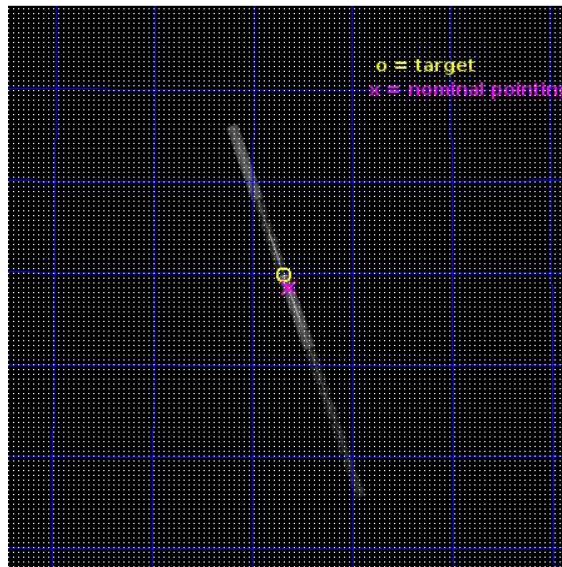 o = target
x = nominal pointing